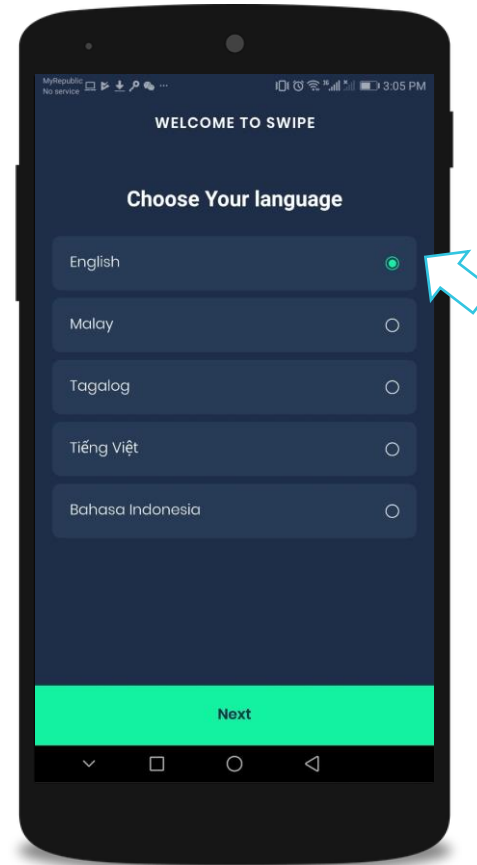 MyRepublic
No service
3:05 PM
WELCOME TO SWIPE
Choose Your language
English
Malay
Tagalog
Tiếng Việt
Bahasa Indonesia
Next